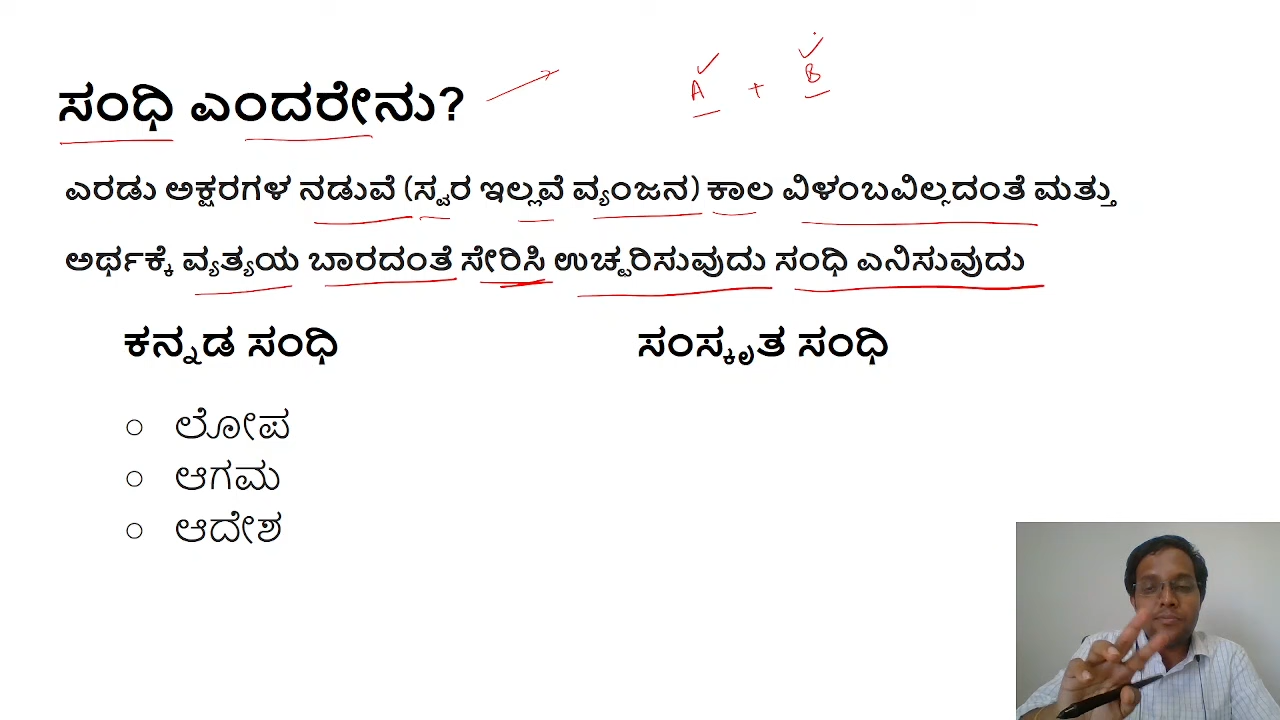 ಸಂಧಿ ಎಂದರೇನು?
A + B
ಎರಡು ಅಕ್ಷರಗಳ ನಡುವೆ (ಸ್ವರ ಇಲ್ಲವೆ ವ್ಯಂಜನ) ಕಾಲ ವಿಳಂಬವಿಲ್ಲದಂತೆ ಮತ್ತು
ಅರ್ಥಕ್ಕೆ ವ್ಯತ್ಯಯ ಬಾರದಂತೆ ಸೇರಿಸಿ ಉಚ್ಚರಿಸುವುದು ಸಂಧಿ ಎನಿಸುವುದು
ಕನ್ನಡ ಸಂಧಿ
ಲೋಪ
ಆಗಮ
ಆದೇಶ
ಸಂಸ್ಕೃತ ಸಂಧಿ